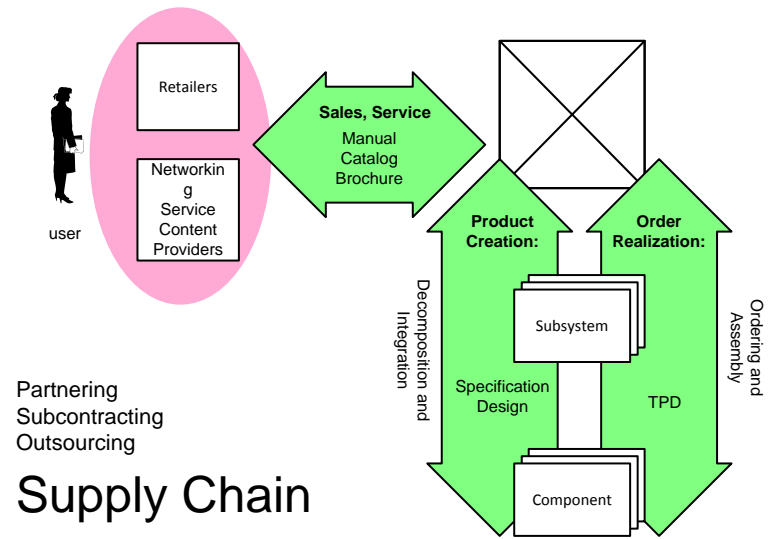 Retailers
Networkin
g
Service
Content
Providers
user
Sales, Service
Manual
Catalog
Brochure
Product
Creation:
Order
Realization:
Decomposition and
Integration
Subsystem
Ordering and
Assembly
Specification
Design
TPD
Component
Partnering
Subcontracting
Outsourcing
Supply Chain